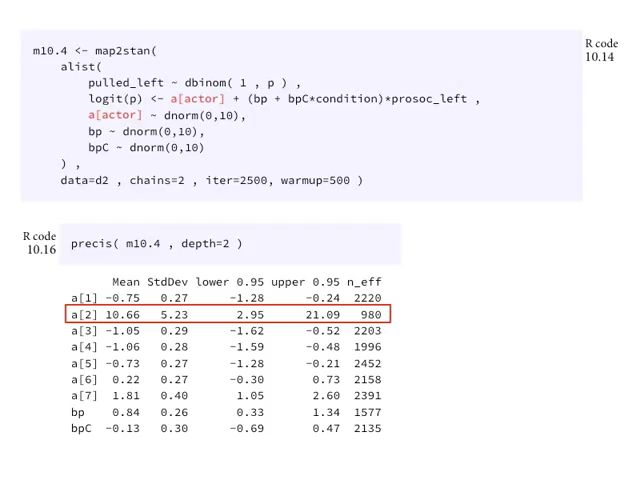 m10.4 <- map2stan(
alist(
pulled_left ~ dbinom( 1 , p ) ,
logit(p) <- a[actor] + (bp + bpC*condition)*prosoc_left ,
a[actor] ~ dnorm(0,10),
bp ~ dnorm(0,10),
bpC ~ dnorm(0,10)
) ,
data=d2 , chains=2 , iter=2500, warmup=500 )
R code
10.14
R code
10.16
precis( m10.4 , depth=2 )
Mean StdDev lower 0.95 upper 0.95 n_eff
a[1] -0.75 0.27 -1.28 -0.24 2220
a[2] 10.66 5.23 2.95 21.09 980
a[3] -1.05 0.29 -1.62 -0.52 2203
a[4] -1.06 0.28 -1.59 -0.48 1996
a[5] -0.73 0.27 -1.28 -0.21 2452
a[6] 0.22 0.27 -0.30 0.73 2158
a[7] 1.81 0.40 1.05 2.60 2391
bp 0.84 0.26 0.33 1.34 1577
bpC -0.13 0.30 -0.69 0.47 2135